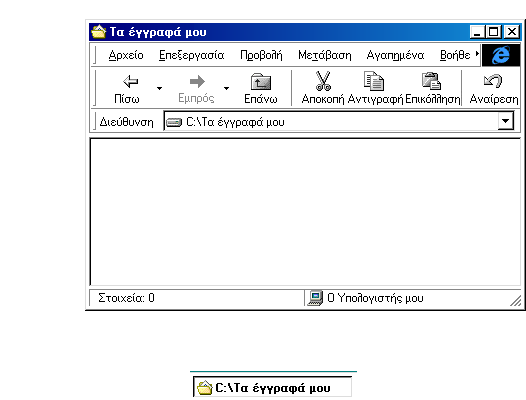 Τα έγγραφά μου
Αρχείο Επεξεργασία Προβολή Μετάβαση Αγαπημένα Βοήθε
Πίσω Εμπρός Επάνω Αποκοπή Αντιγραφή Επικόλληση Αναίρεση
Διεύθυνση C:\Τα έγγραφά μου
Στοιχεία: 0 Ο Υπολογιστής μου
C:\Τα έγγραφά μου